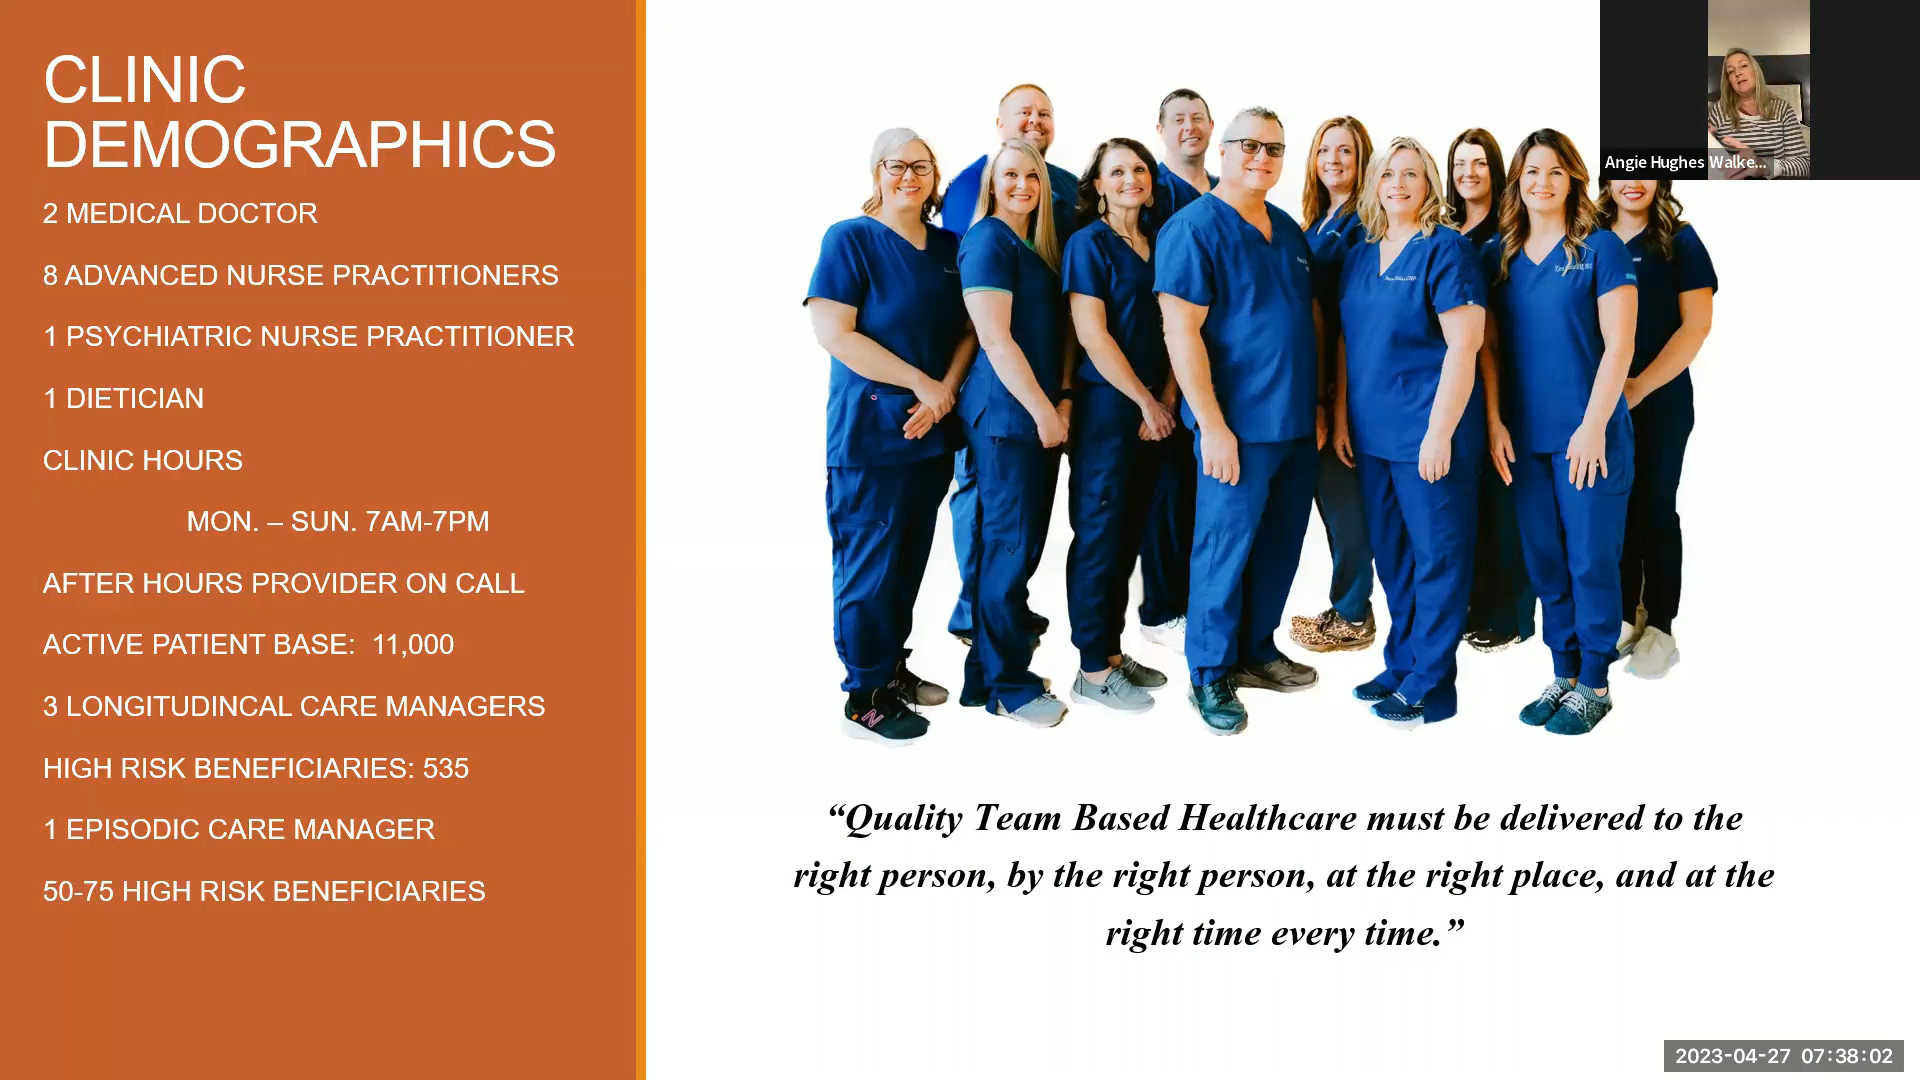 CLINIC
DEMOGRAPHICS
2 MEDICAL DOCTOR
8 ADVANCED NURSE PRACTITIONERS
1 PSYCHIATRIC NURSE PRACTITIONER
1 DIETICIAN
CLINIC HOURS
MON. – SUN. 7AM-7PM
AFTER HOURS PROVIDER ON CALL
ACTIVE PATIENT BASE:  11,000
3 LONGITUDINCAL CARE MANAGERS
HIGH RISK BENEFICIARIES: 535
1 EPISODIC CARE MANAGER
50-75 HIGH RISK BENEFICIARIES
Angie Hughes Walke...
“Quality Team Based Healthcare must be delivered to the
right person, by the right person, at the right place, and at the
right time every time.”
2023-04-27 07:38:02